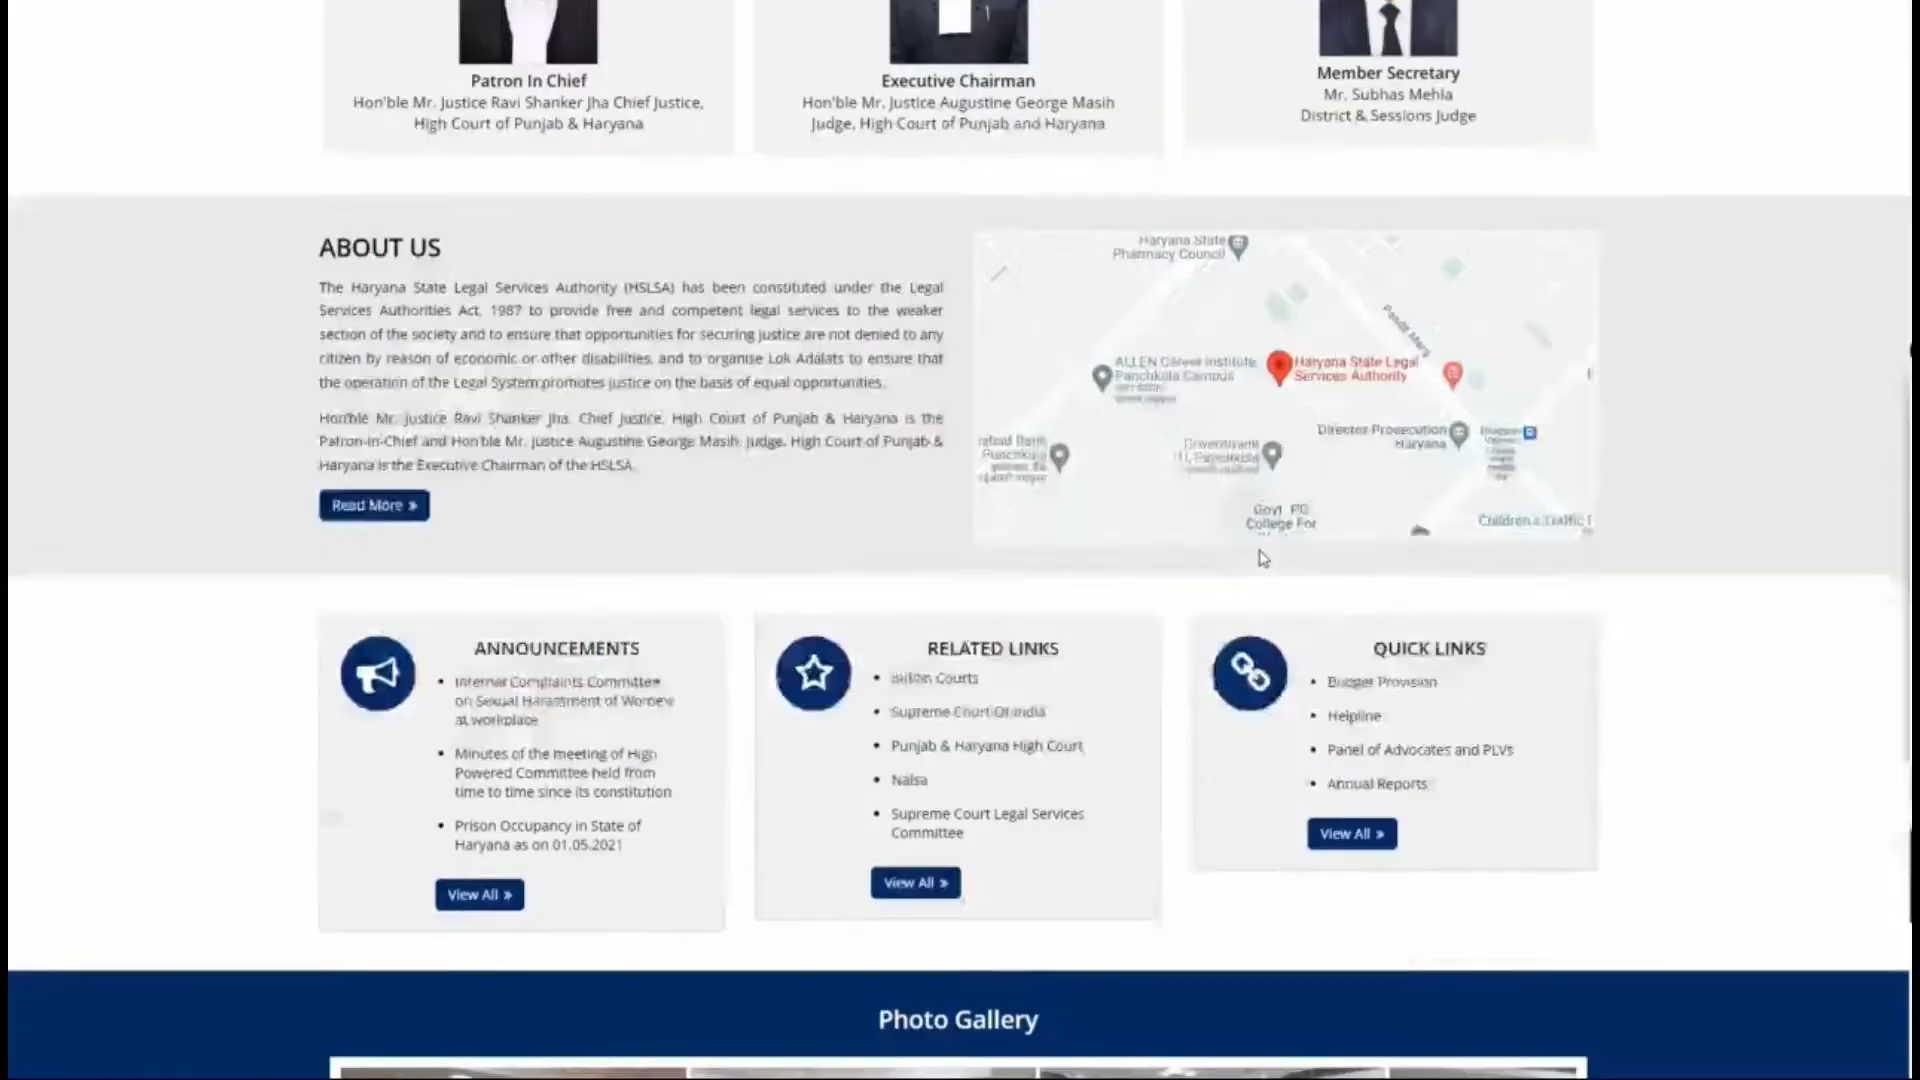 Patron In Chief
Hon'ble Mr. Justice Ravi Shanker Jha Chief Justice,
High Court of Punjab & Haryana
Executive Chairman
Hon'ble Mr. Justice Augustine George Masih
Judge, High Court of Punjab and Haryana
Member Secretary
Mr. Subhas Mehla
District & Sessions Judge
ABOUT US
The Haryana State Legal Services Authority (HSLSA) has been constituted under the Legal
Services Authorities Act, 1987 to provide free and competent legal services to the weaker
section of the society and to ensure that opportunities for securing justice are not denied to any
citizen by reason of economic or other disabilities, and to organise Lok Adalats to ensure that
the operation of the Legal System promotes justice on the basis of equal opportunities.
Hon'ble Mr. Justice Ravi Shanker Jha, Chief Justice, High Court of Punjab & Haryana is the
Patron-in-Chief and Hon'ble Mr. Justice Augustine George Masih, Judge, High Court of Punjab &
Haryana is the Executive Chairman of the HSLSA.
Read More »
Haryana State
Pharmacy Council
ALLEN Career Institute,
Panchkula Campus
Haryana State Legal
Services Authority
Director Prosecution
Haryana
Government
11, Panchkula
Govt PG
College For
ANNOUNCEMENTS
• Internal Complaints Committee
on Sexual Harassment of Women
at workplace
• Minutes of the meeting of High
Powered Committee held from
time to time since its constitution
• Prison Occupancy in State of
Haryana as on 01.05.2021
View All »
RELATED LINKS
• Courts
• Supreme Court Of India
• Punjab & Haryana High Court
• Nalsa
• Supreme Court Legal Services
Committee
View All »
QUICK LINKS
• Budget Provision
• Helpline
• Panel of Advocates and PLVs
• Annual Reports
View All »
Photo Gallery